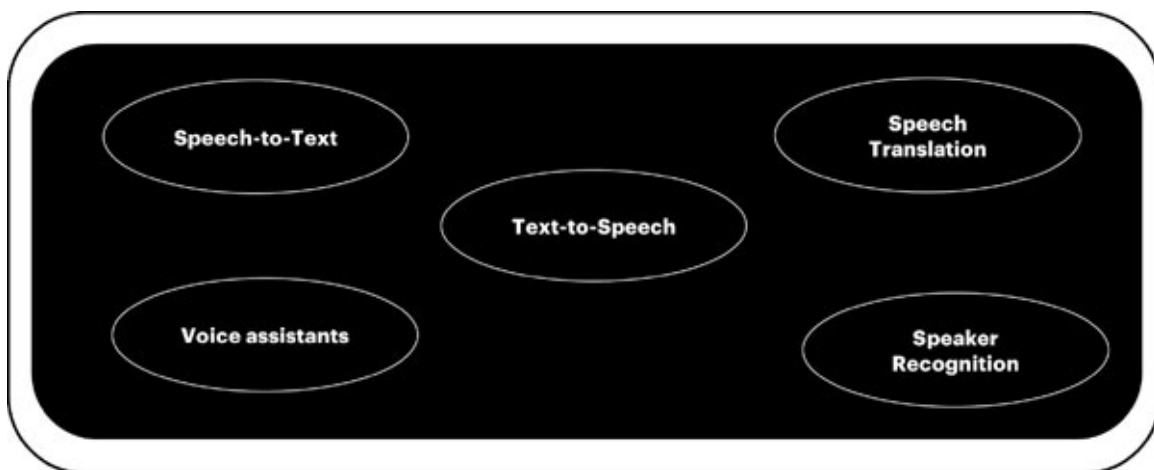 Speech-to-Text
Speech
Translation
Text-to-Speech
Voice assistants
Speaker
Recognition